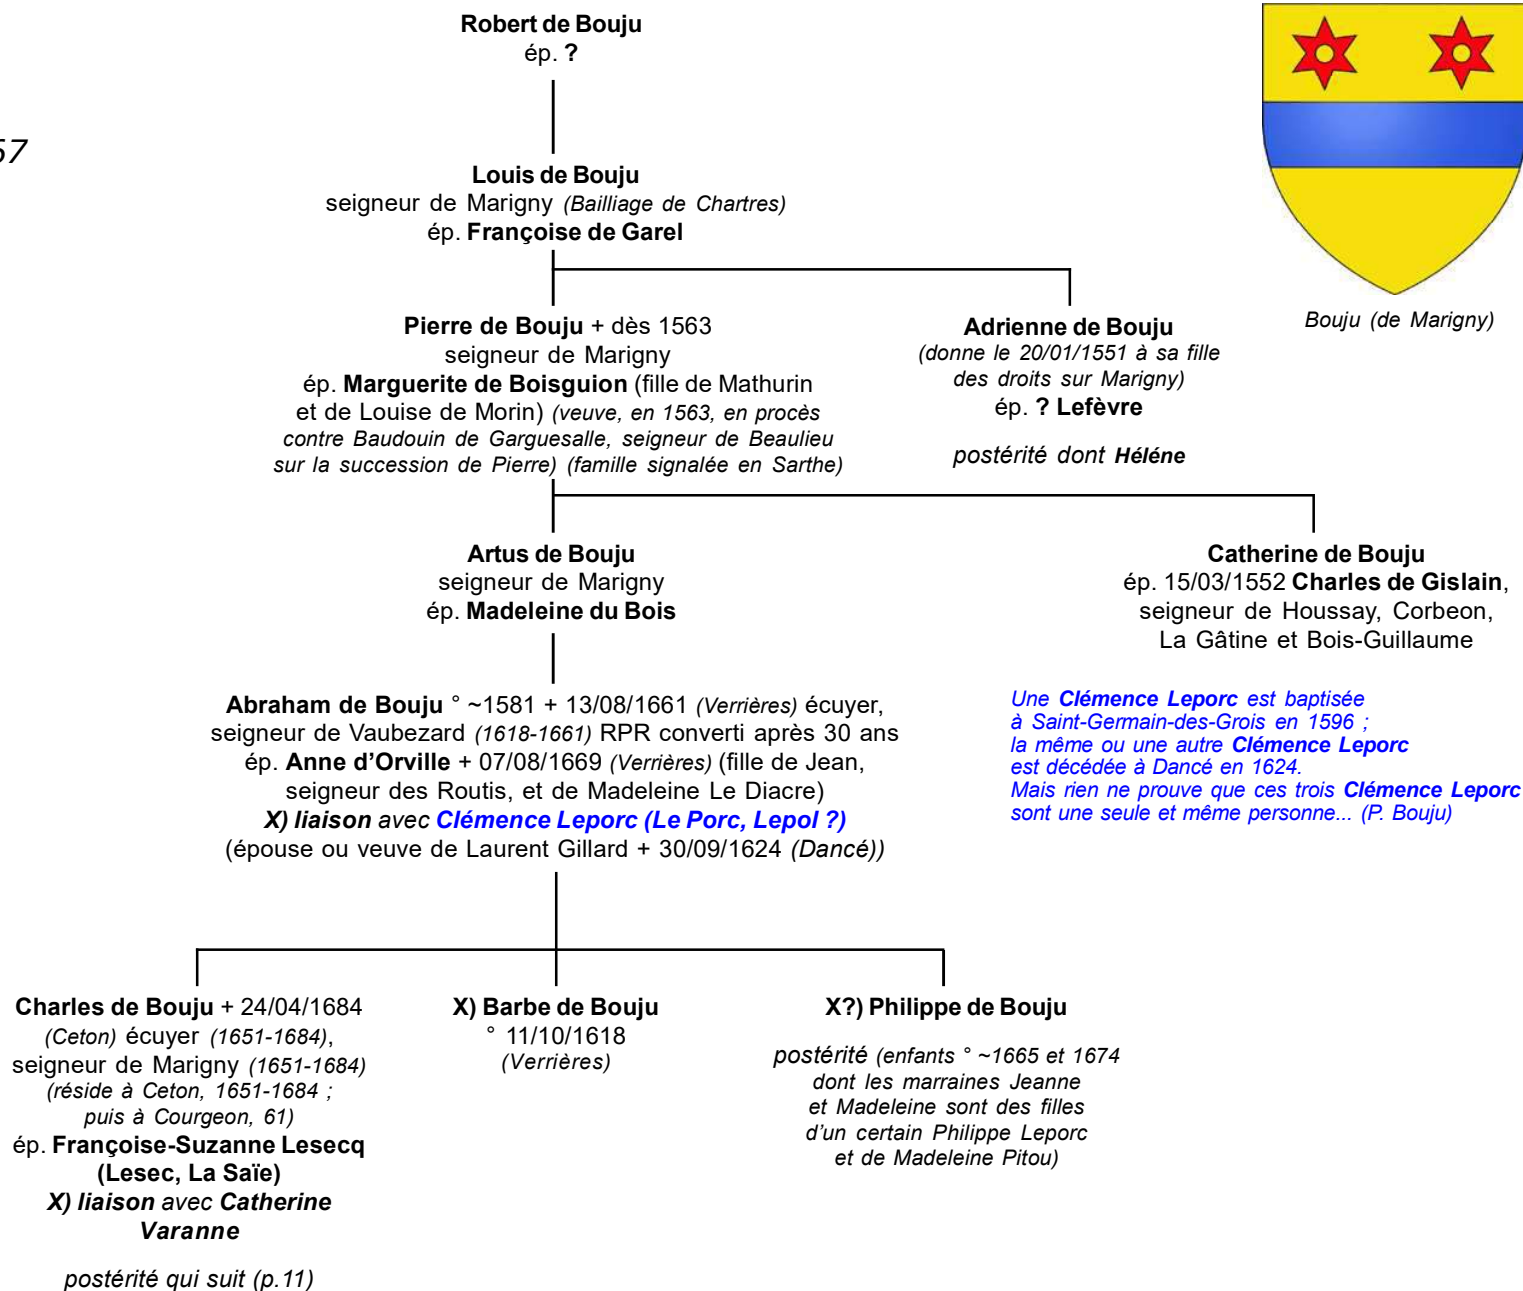 Robert de Bouju
ép. ?
67
Louis de Bouju
seigneur de Marigny (Bailliage de Chartres)
ép. Françoise de Garel
Bouju (de Marigny)
Pierre de Bouju + dès 1563
seigneur de Marigny
ép. Marguerite de Boisguion (fille de Mathurin
et de Louise de Morin) (veuve, en 1563, en procès
contre Baudouin de Garguesalle, seigneur de Beaulieu
sur la succession de Pierre) (famille signalée en Sarthe)
Adrienne de Bouju
(donne le 20/01/1551 à sa fille
des droits sur Marigny)
ép. ? Lefèvre
postérité dont Héléne
Artus de Bouju
seigneur de Marigny
ép. Madeleine du Bois
Catherine de Bouju
ép. 15/03/1552 Charles de Gislain,
seigneur de Houssay, Corbeon,
La Gâtine et Bois-Guillaume
Abraham de Bouju ° ~1581 + 13/08/1661 (Verrières) écuyer,
seigneur de Vaubezard (1618-1661) RPR converti après 30 ans
ép. Anne d'Orville + 07/08/1669 (Verrières) (fille de Jean,
seigneur des Routis, et de Madeleine Le Diacre)
X) liaison avec Clémence Leporc (Le Porc, Lepol ?)
(épouse ou veuve de Laurent Gillard + 30/09/1624 (Dancé))
Une Clémence Leporc est baptisée
à Saint-Germain-des-Grois en 1596 ;
la même ou une autre Clémence Leporc
est décédée à Dancé en 1624.
Mais rien ne prouve que ces trois Clémence Leporc
sont une seule et même personne... (P. Bouju)
Charles de Bouju + 24/04/1684
(Ceton) écuyer (1651-1684),
seigneur de Marigny (1651-1684)
(réside à Ceton, 1651-1684 ;
puis à Courgeon, 61)
ép. Françoise-Suzanne Lesecq
(Lesec, La Saïe)
X) liaison avec Catherine
Varanne
postérité qui suit (p.11)
X) Barbe de Bouju
° 11/10/1618
(Verrières)
X?) Philippe de Bouju
postérité (enfants ° ~1665 et 1674
dont les marraines Jeanne
et Madeleine sont des filles
d'un certain Philippe Leporc
et de Madeleine Pitou)